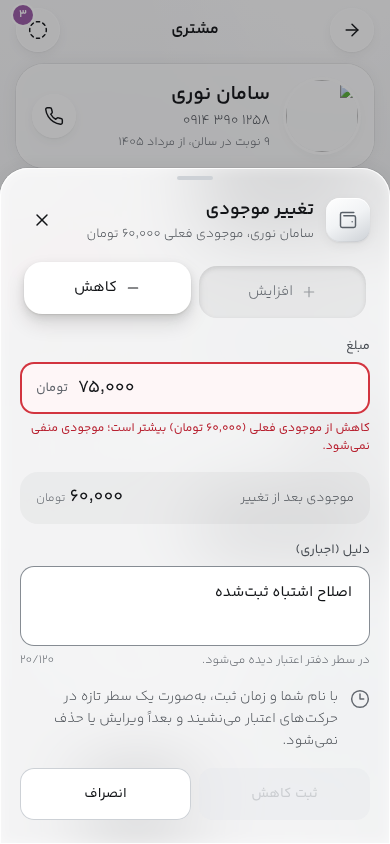 مشتری
۳
سامان نوری
۰۹۱۴ ۳۹۰ ۱۲۵۸
۹ نوبت در سالن، از مرداد ۱۴۰۵
تغییر موجودی
سامان نوری، موجودی فعلی ۶۰,۰۰۰ تومان
افزایش
کاهش
مبلغ
۷۵,۰۰۰ تومان
کاهش از موجودی فعلی (۶۰,۰۰۰ تومان) بیشتر است؛ موجودی منفی
نمی‌شود.
موجودی بعد از تغییر
۶۰,۰۰۰ تومان
دلیل (اجباری)
اصلاح اشتباه ثبت‌شده
در سطر دفتر اعتبار دیده می‌شود.
۲۰/۱۲۰
با نام شما و زمان ثبت، به‌صورت یک سطر تازه در
حرکت‌های اعتبار می‌نشیند و بعداً ویرایش یا حذف
نمی‌شود.
ثبت کاهش
انصراف